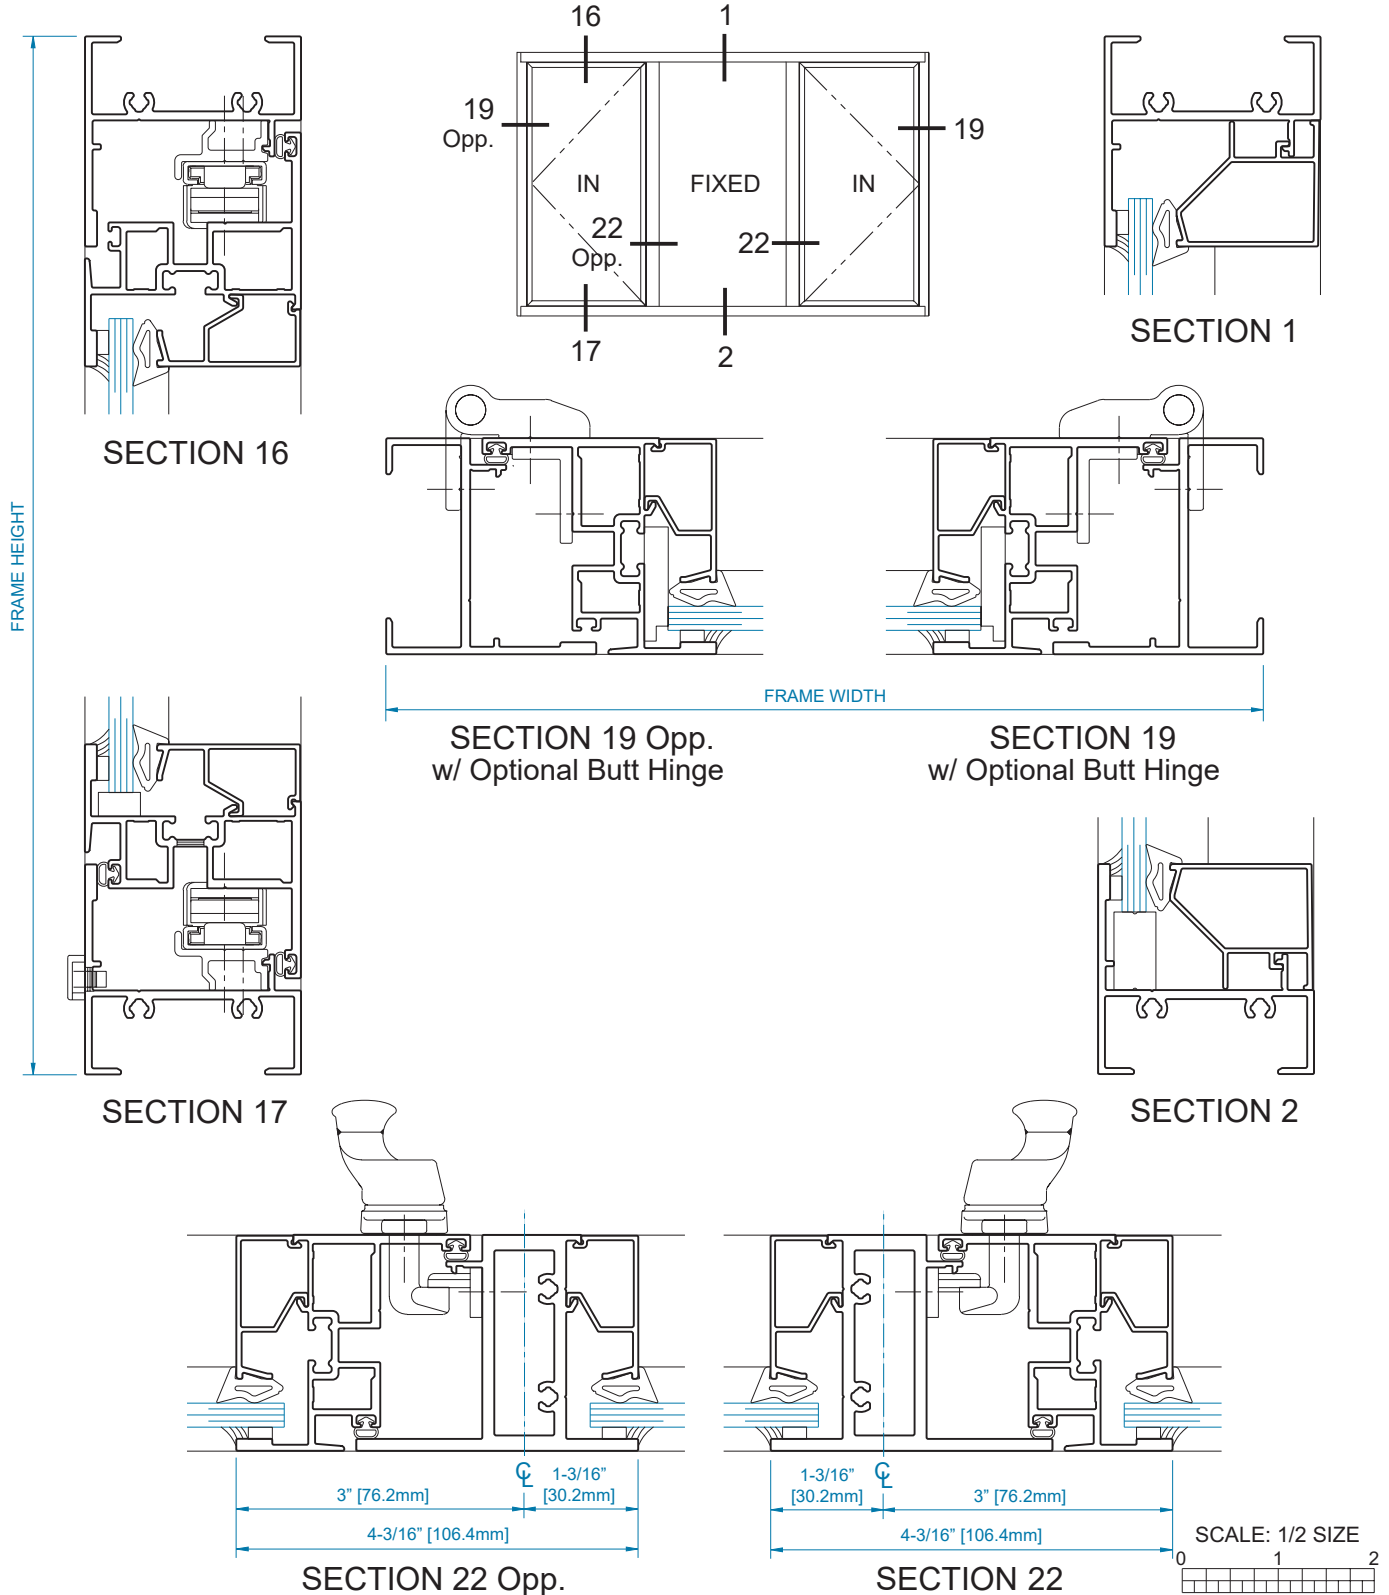 16
1
19
Opp.
19
IN
FIXED
IN
22
Opp.
22
17
2
SECTION 1
SECTION 16
FRAME HEIGHT
FRAME WIDTH
SECTION 19 Opp.
w/ Optional Butt Hinge
SECTION 19
w/ Optional Butt Hinge
SECTION 17
SECTION 2
℄
1-3/16”
[30.2mm]
3” [76.2mm]
4-3/16” [106.4mm]
SECTION 22 Opp.
1-3/16”
[30.2mm]
℄
3” [76.2mm]
4-3/16” [106.4mm]
SECTION 22
SCALE: 1/2 SIZE
0 1 2